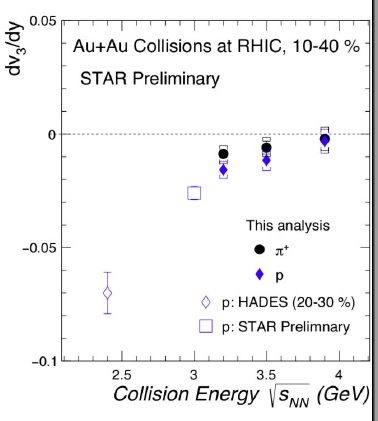 0.05
dv₃/dy
Au+Au Collisions at RHIC, 10-40 %
STAR Preliminary
0
−0.05
This analysis
π⁺
p
p: HADES (20-30 %)
p: STAR Prelimnary
−0.1
2.5 3 3.5 4
Collision Energy √sNN (GeV)